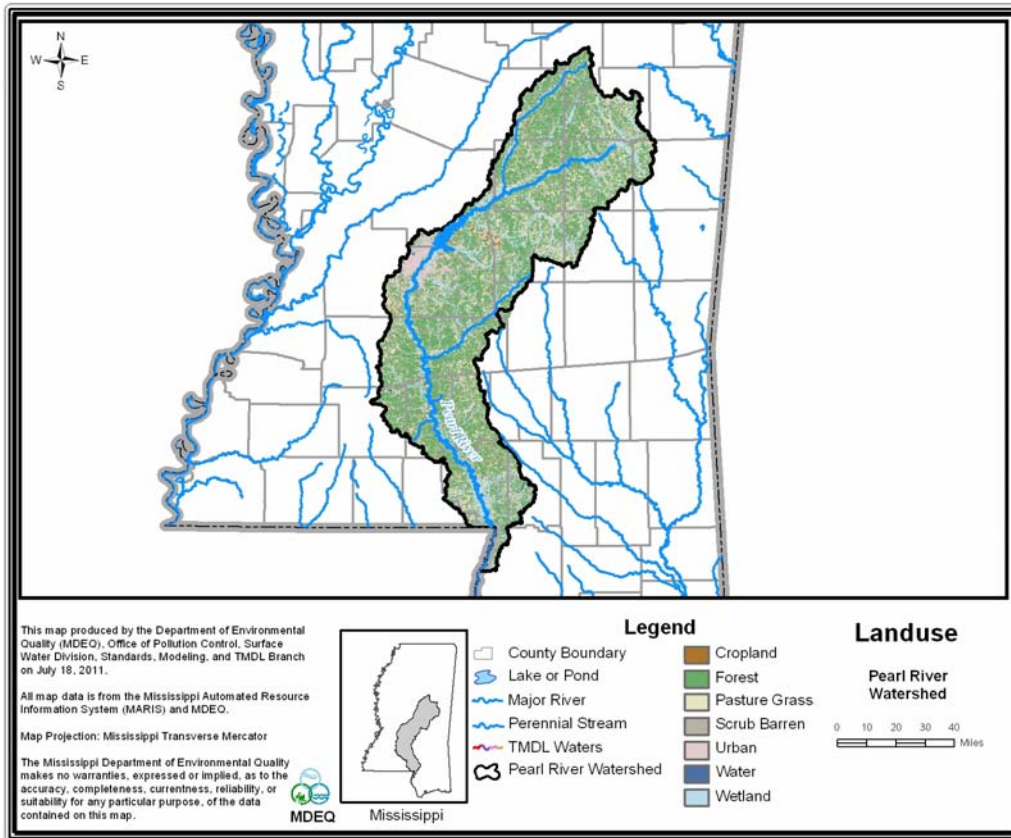 N
W E
S
Pearl River
This map produced by the Department of Environmental
Quality (MDEQ), Office of Pollution Control, Surface
Water Division, Standards, Modeling, and TMDL Branch
on July 18, 2011.
All map data is from the Mississippi Automated Resource
Information System (MARIS) and MDEQ.
Map Projection: Mississippi Transverse Mercator
The Mississippi Department of Environmental Quality
makes no warranties, expressed or implied, as to the
accuracy, completeness, currentness, reliability, or
suitability for any particular purpose, of the data
contained on this map.
MDEQ
Mississippi
Legend
County Boundary
Lake or Pond
Major River
Perennial Stream
TMDL Waters
Pearl River Watershed
Cropland
Forest
Pasture Grass
Scrub Barren
Urban
Water
Wetland
Landuse
Pearl River
Watershed
0 10 20 30 40
Miles